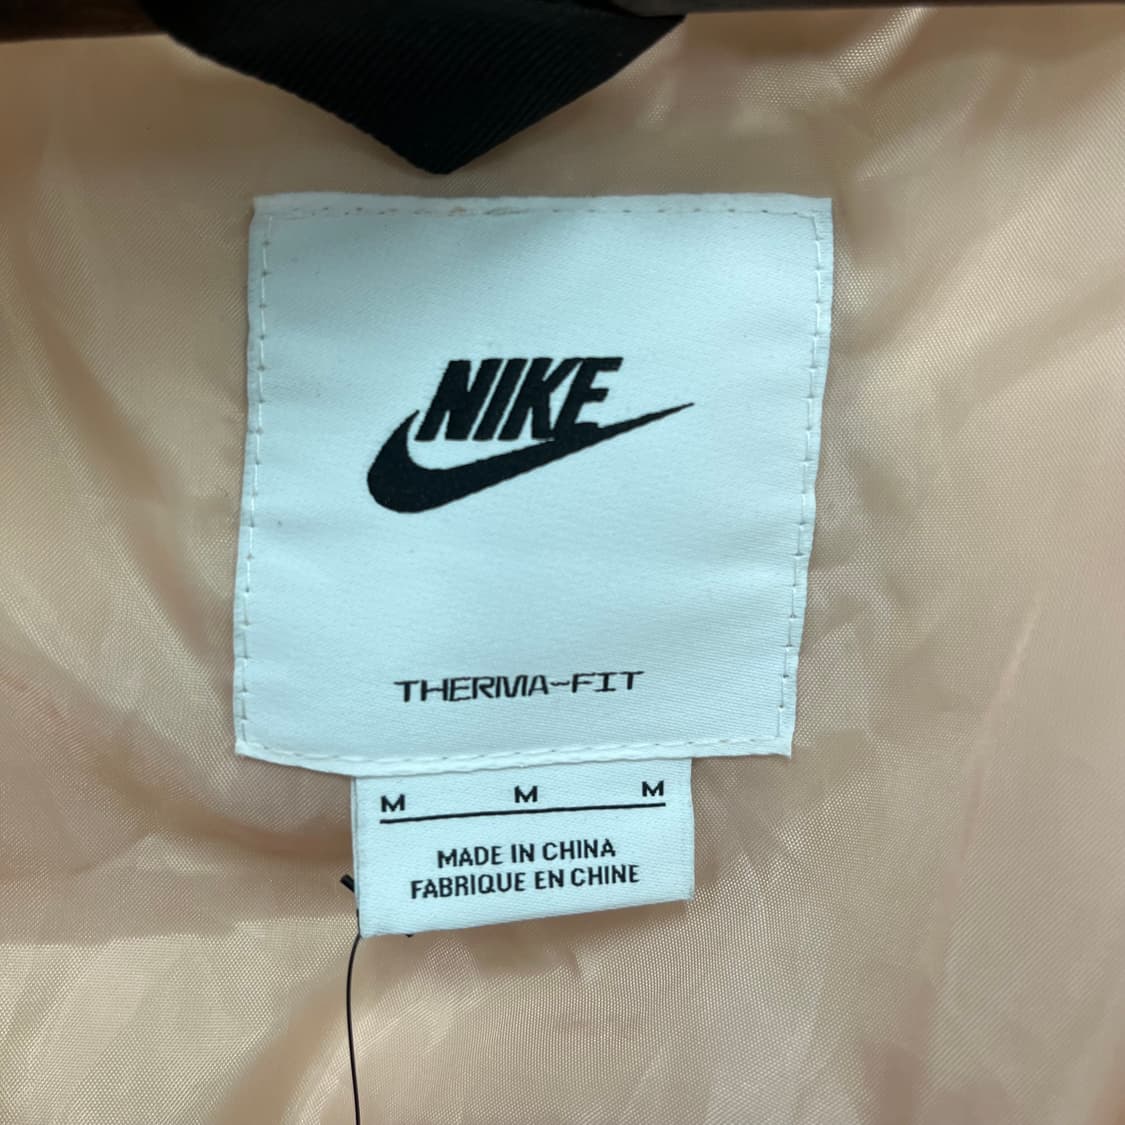 NIKE
THERMA-FIT
M M M
MADE IN CHINA
FABRIQUE EN CHINE